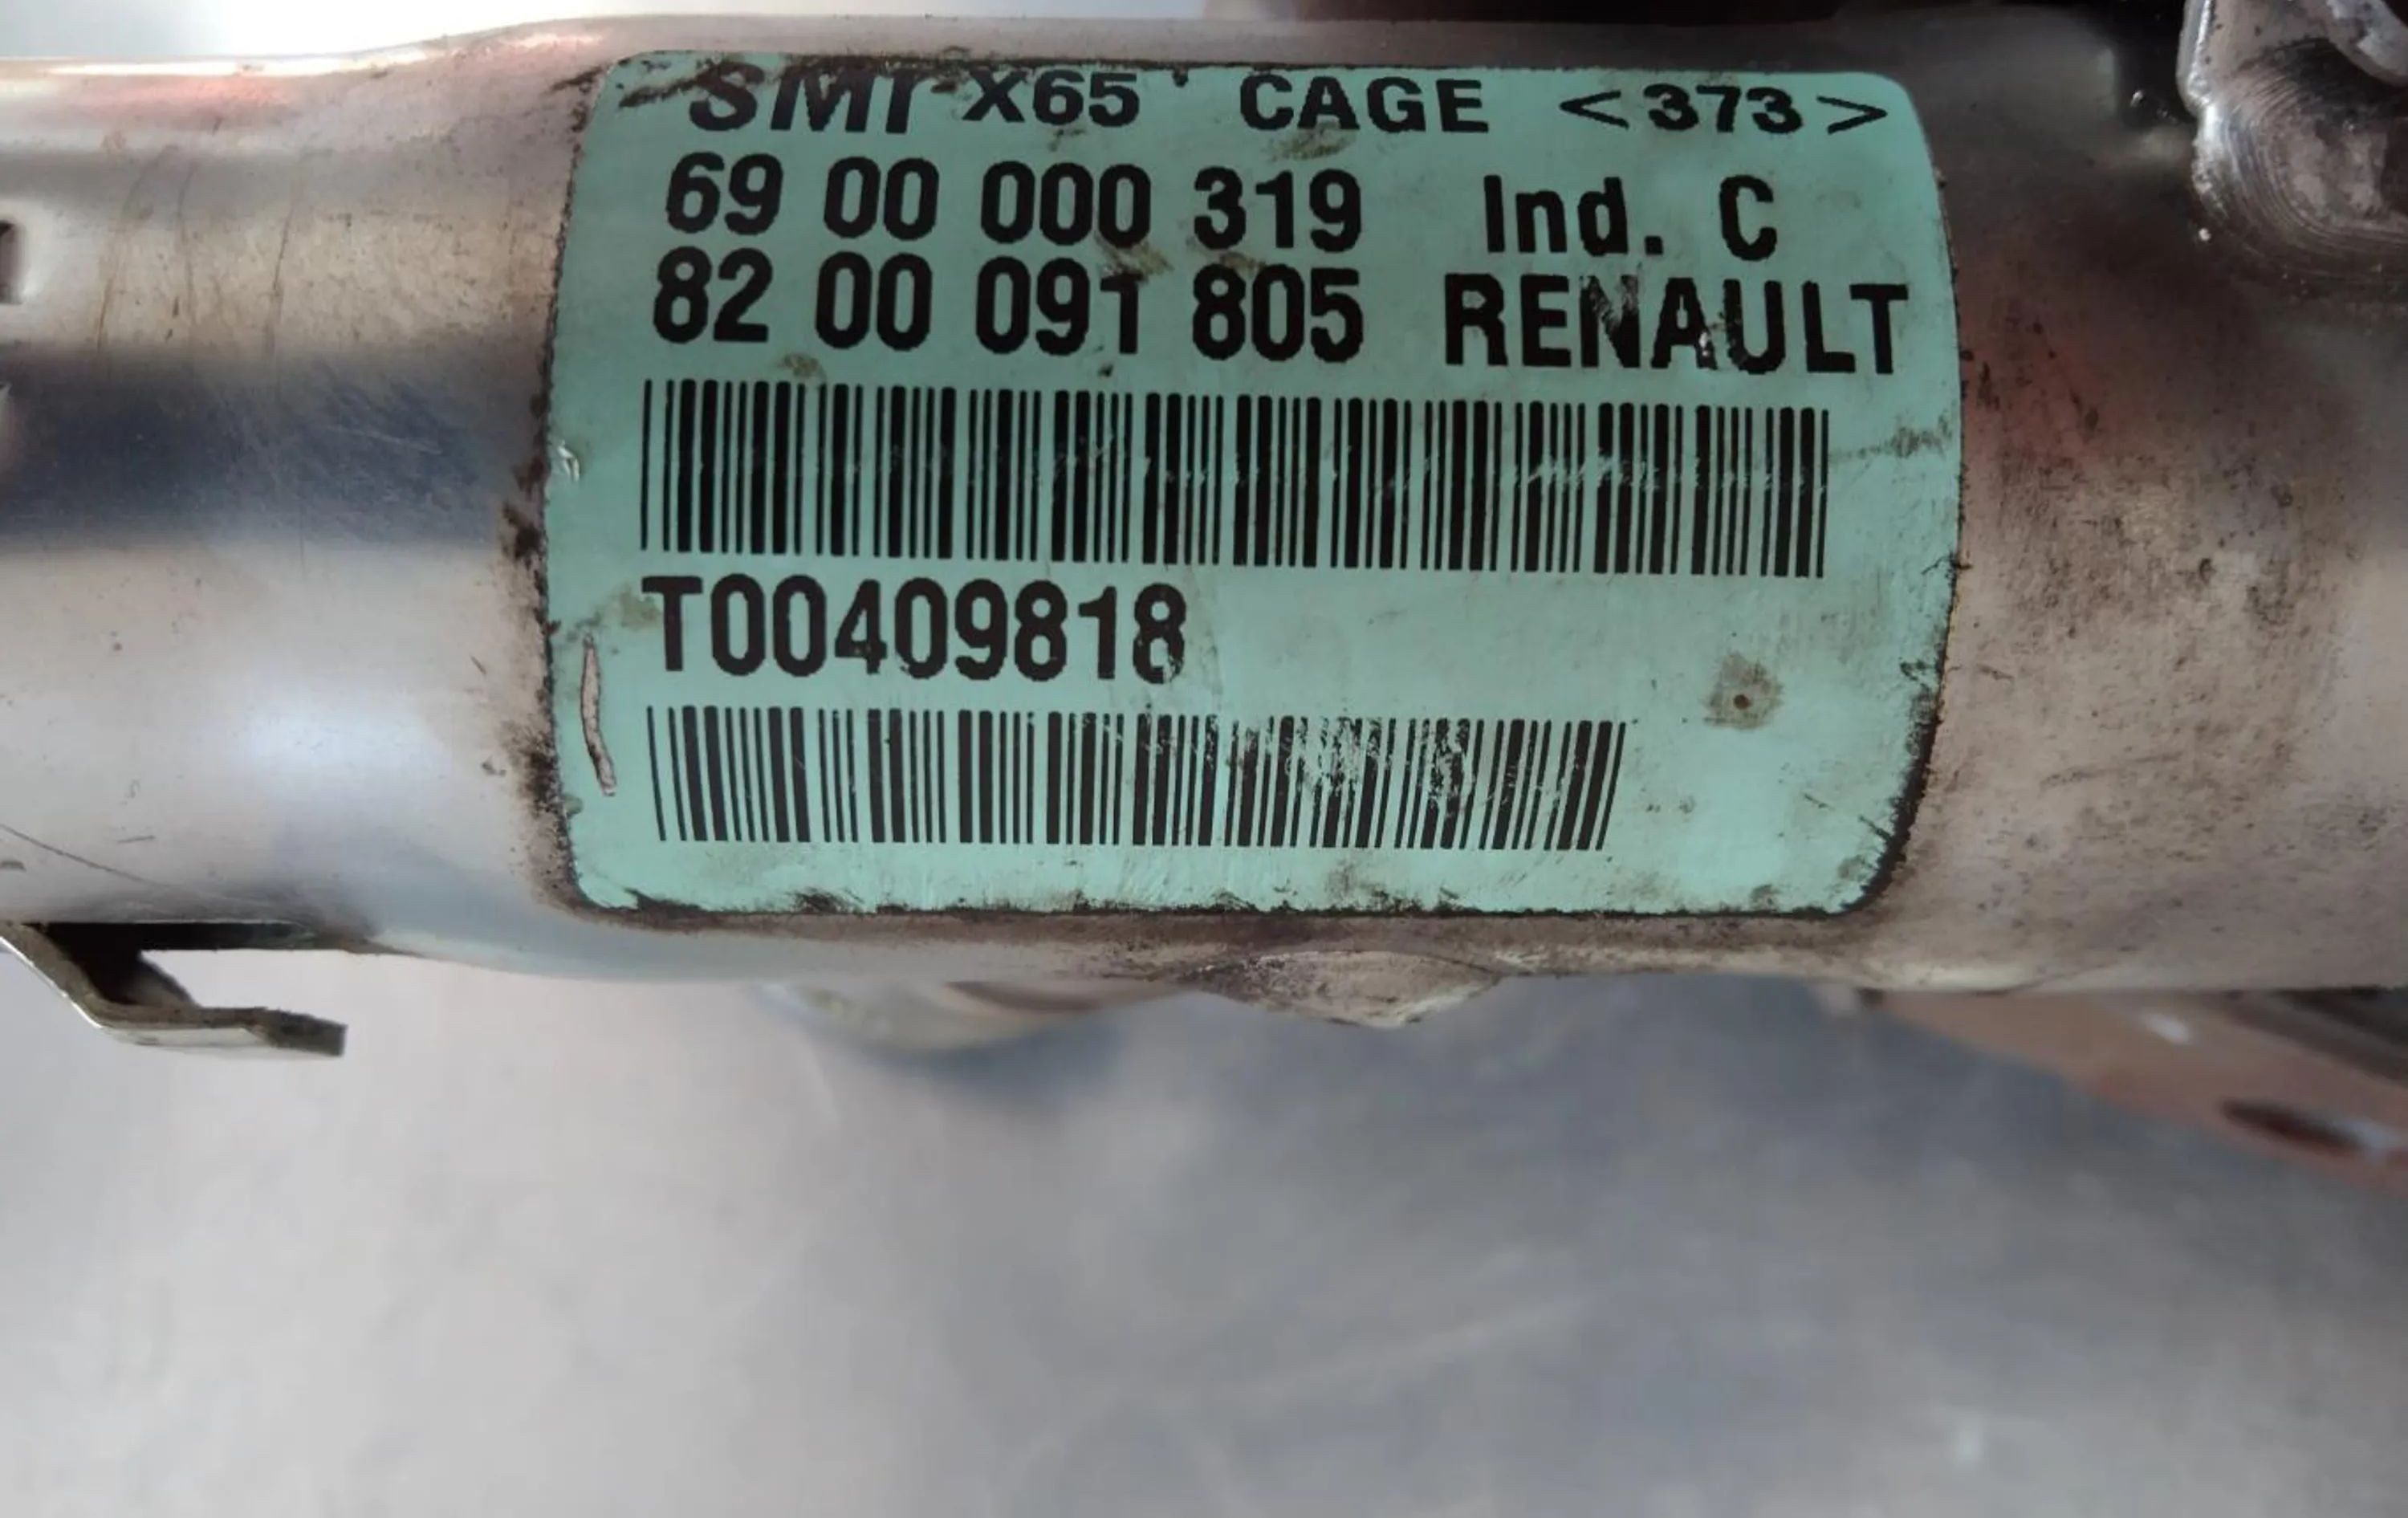 SMI X65 CAGE <373>
69 00 000 319 Ind. C
82 00 091 805 RENAULT
T00409818